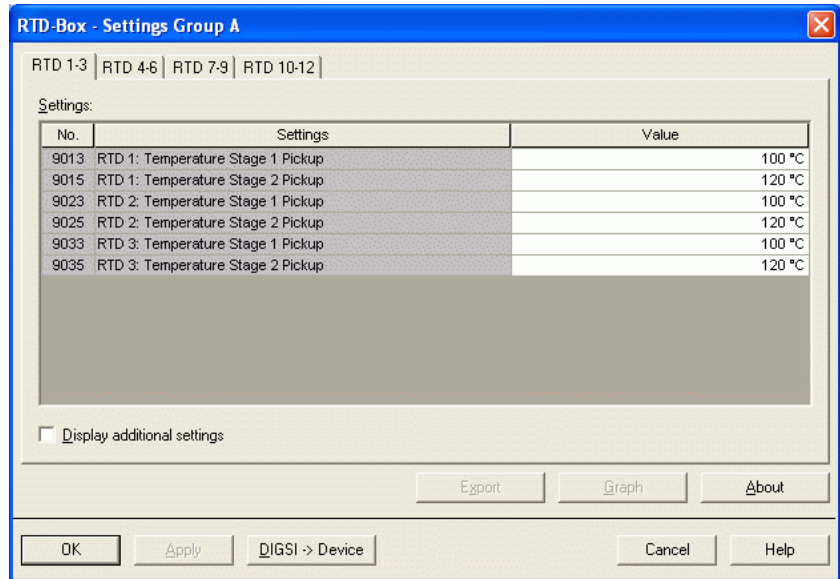 RTD-Box - Settings Group A
RTD 1-3 RTD 4-6 RTD 7-9 RTD 10-12
Settings:
No. Settings Value
9013 RTD 1: Temperature Stage 1 Pickup 100 °C
9015 RTD 1: Temperature Stage 2 Pickup 120 °C
9023 RTD 2: Temperature Stage 1 Pickup 100 °C
9025 RTD 2: Temperature Stage 2 Pickup 120 °C
9033 RTD 3: Temperature Stage 1 Pickup 100 °C
9035 RTD 3: Temperature Stage 2 Pickup 120 °C
Display additional settings
Export Graph About
OK Apply DIGSI -> Device Cancel Help